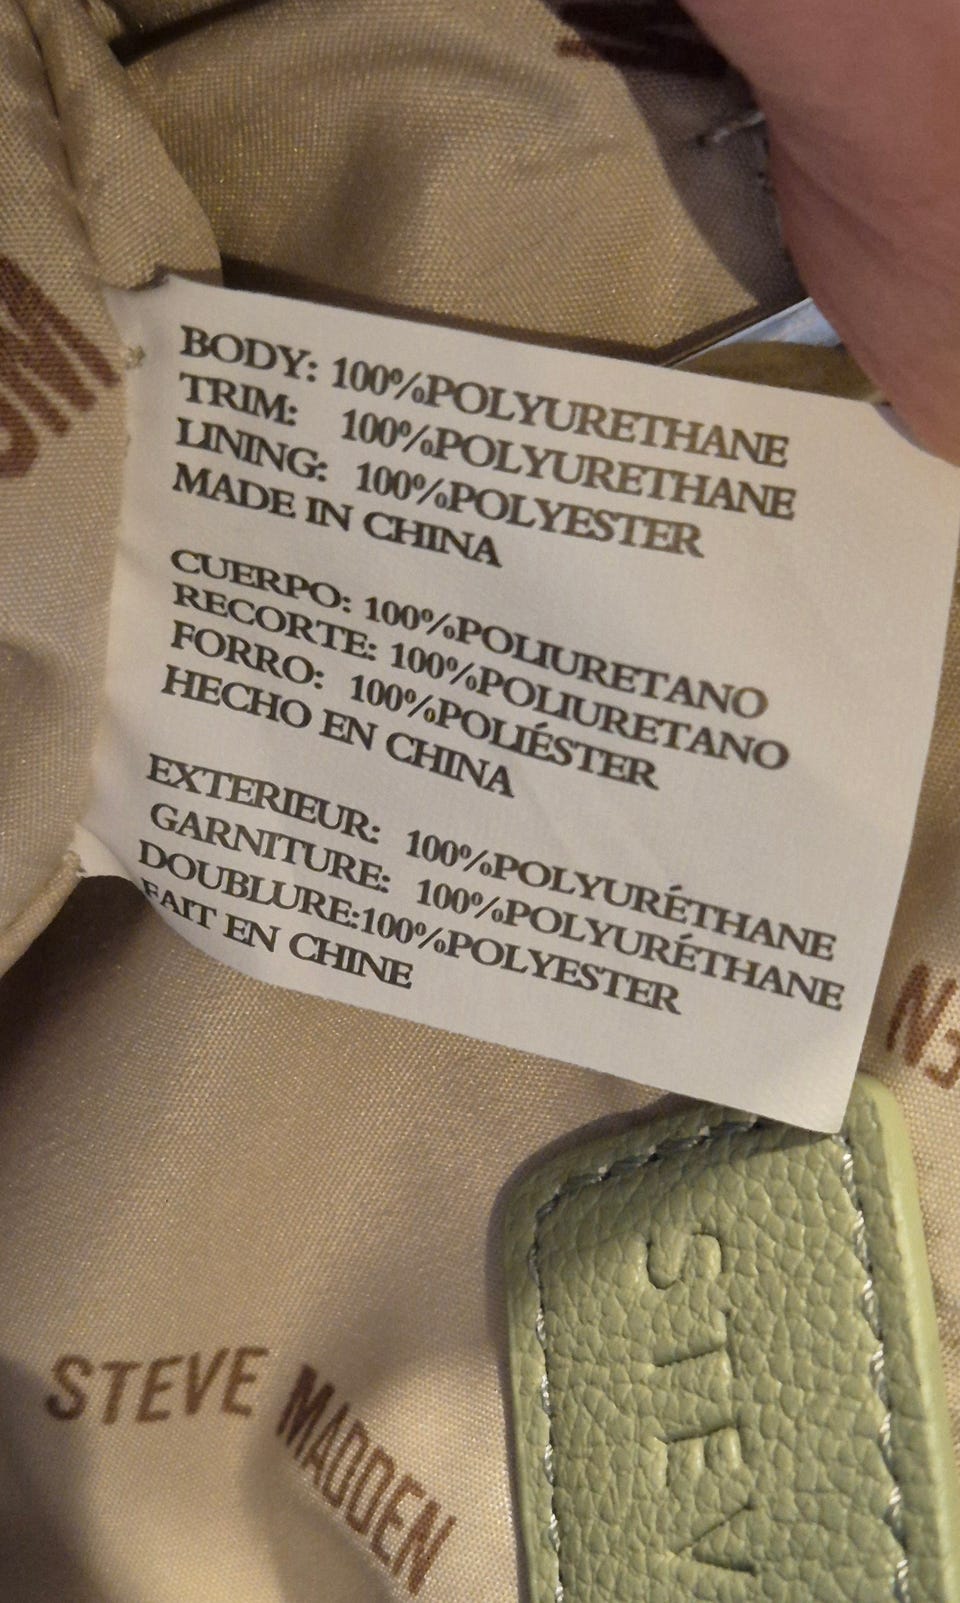 BODY: 100%POLYURETHANE
TRIM: 100%POLYURETHANE
LINING: 100%POLYESTER
MADE IN CHINA
CUERPO: 100%POLIURETANO
RECORTE: 100%POLIURETANO
FORRO: 100%POLIÉSTER
HECHO EN CHINA
EXTERIEUR: 100%POLYURÉTHANE
GARNITURE: 100%POLYURÉTHANE
DOUBLURE:100%POLYESTER
FAIT EN CHINE
STEV
STEVE MADDEN